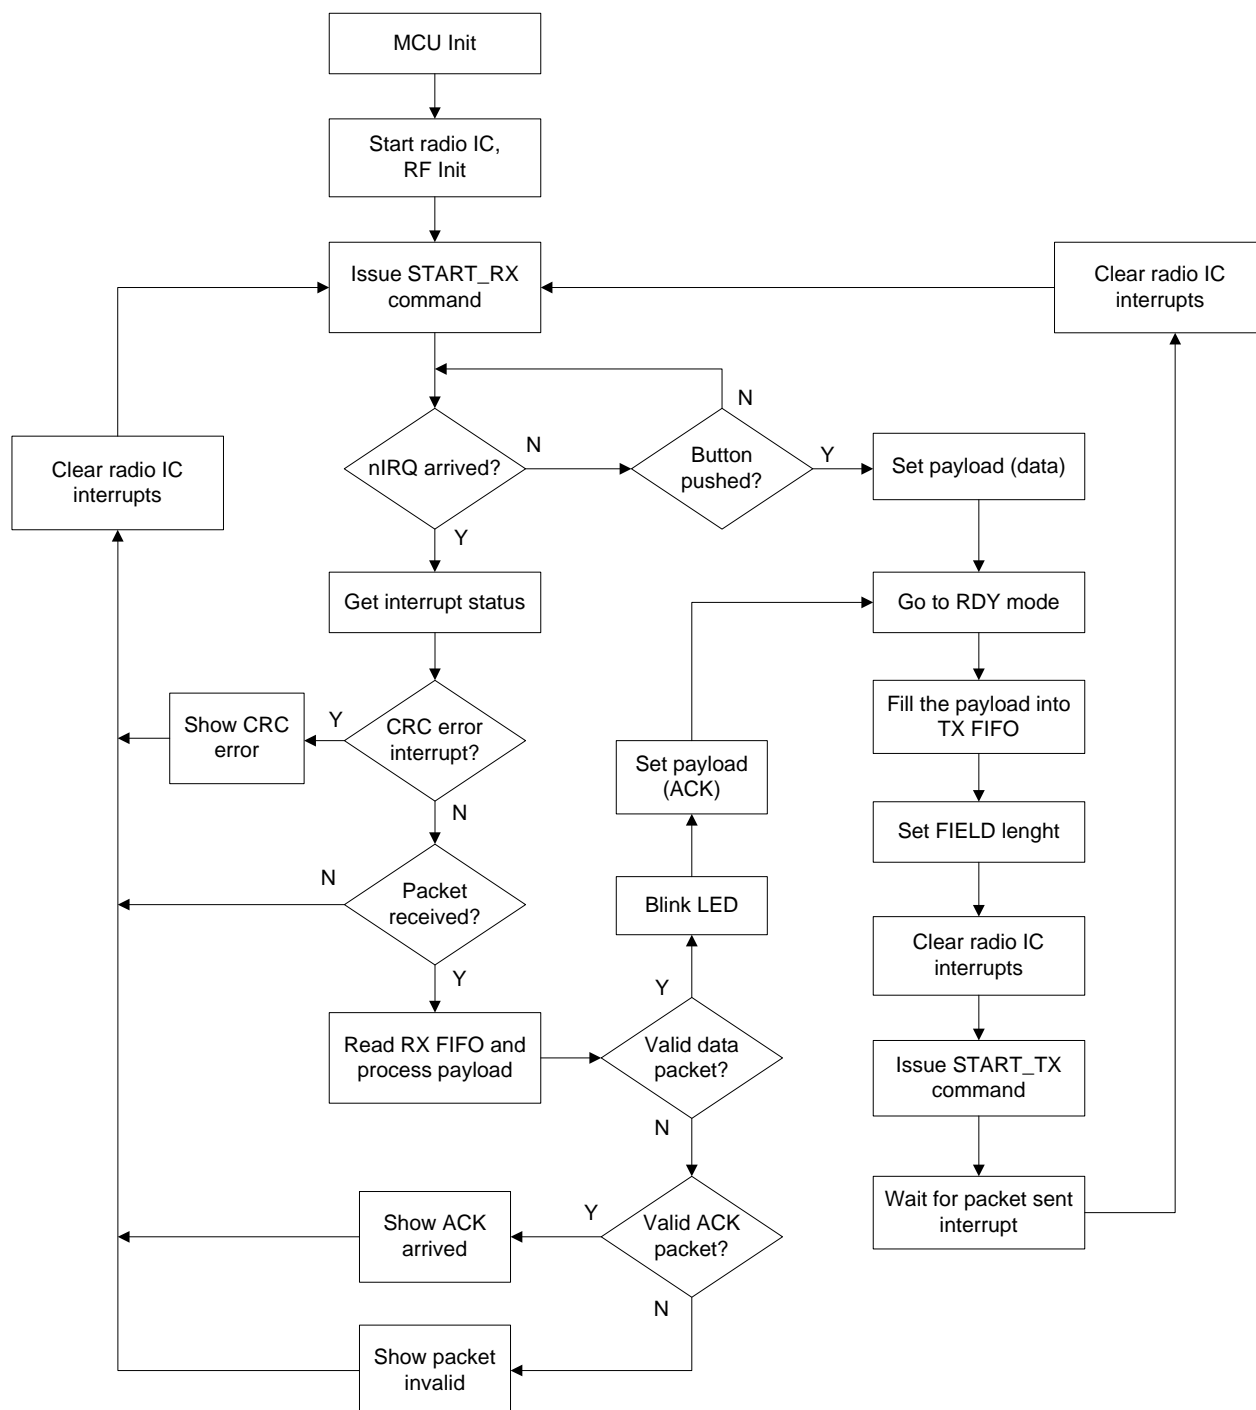 MCU Init
Start radio IC,
RF Init
Issue START_RX
command
Clear radio IC
interrupts
N
nIRQ arrived?
N
Button
pushed?
Y
Set payload (data)
Clear radio IC
interrupts
Y
Get interrupt status
Go to RDY mode
Show CRC
error
Y
CRC error
interrupt?
Fill the payload into
TX FIFO
Set payload
(ACK)
N
Set FIELD lenght
N
Packet
received?
Blink LED
Clear radio IC
interrupts
Y
Y
Read RX FIFO and
process payload
Valid data
packet?
Issue START_TX
command
N
Wait for packet sent
interrupt
Show ACK
arrived
Y
Valid ACK
packet?
N
Show packet
invalid